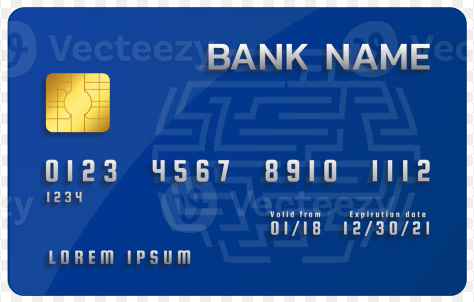 Vecteezy
BANK NAME
0123 4567 8910 1112
1234
Vecteezy
Valid from Expiration date
01/18 12/30/21
LOREM IPSUM